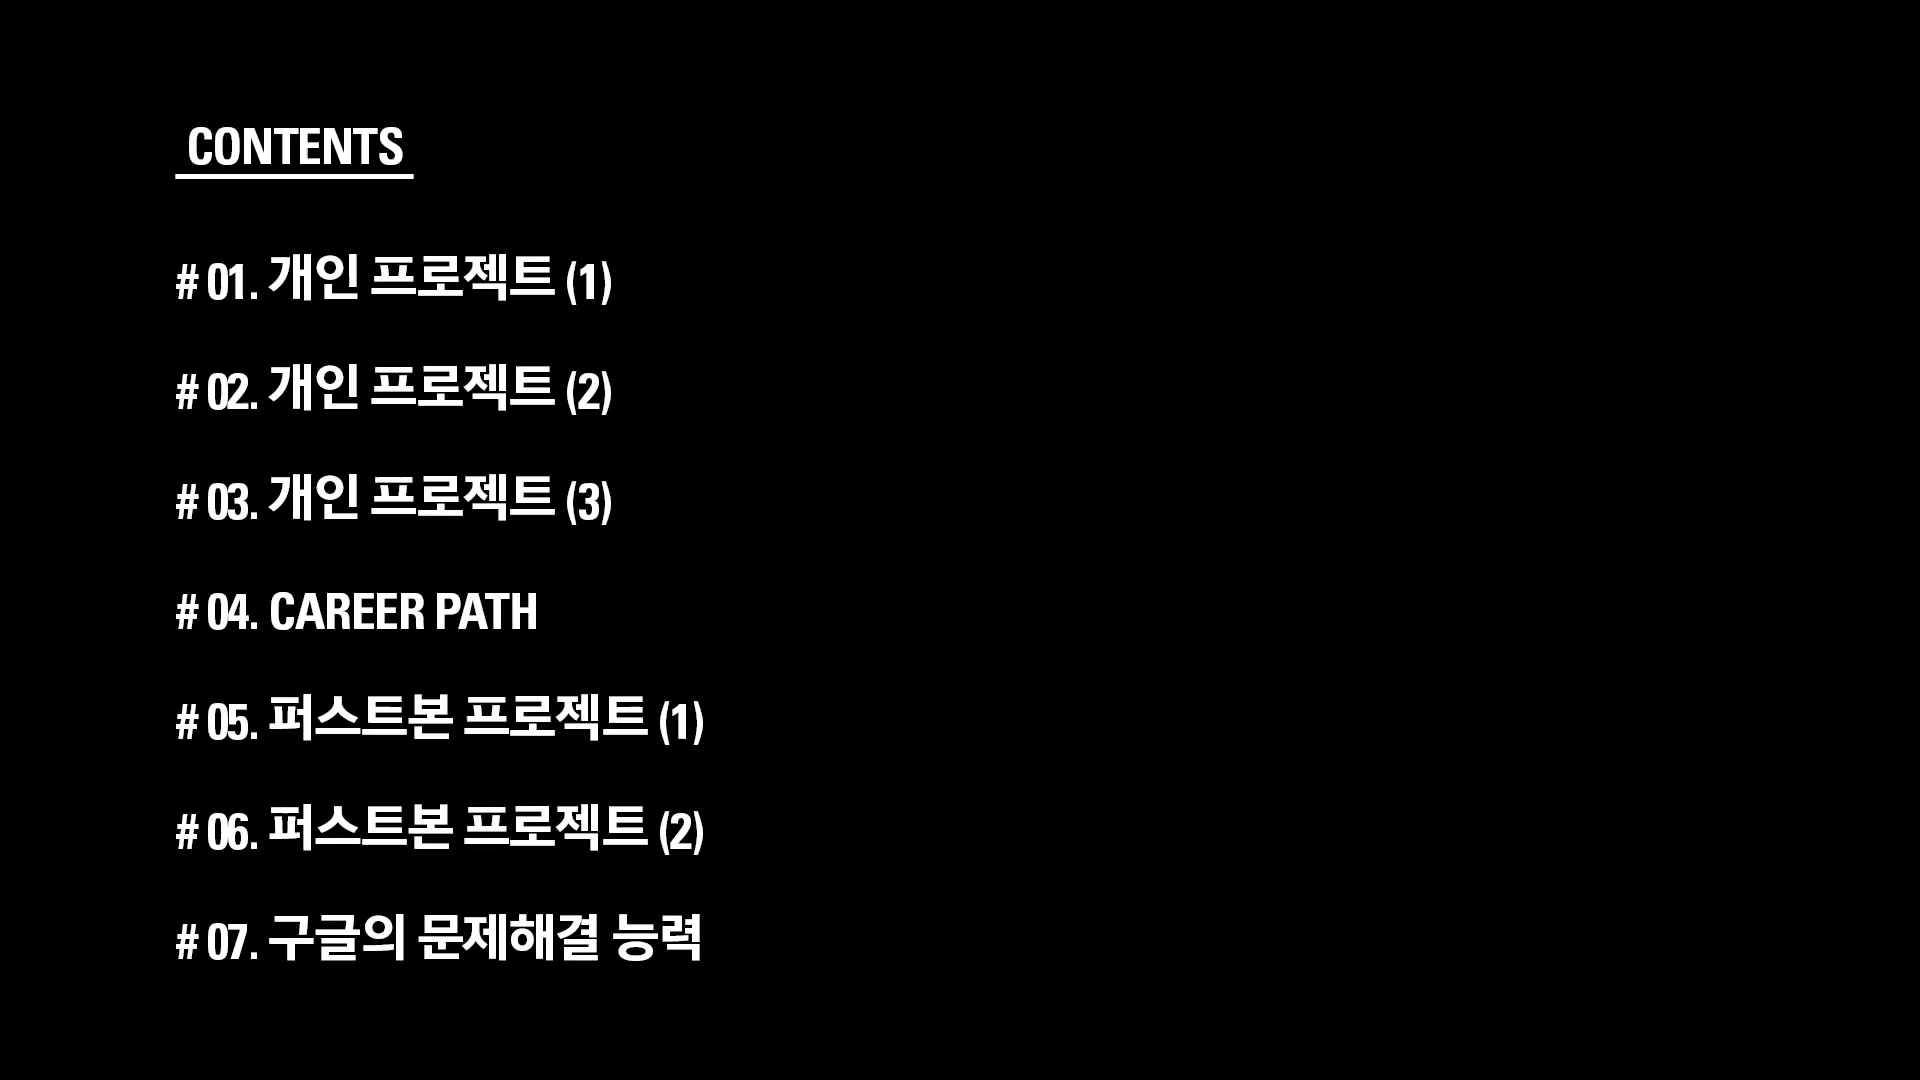 CONTENTS
# 01. 개인 프로젝트 (1)
# 02. 개인 프로젝트 (2)
# 03. 개인 프로젝트 (3)
# 04. CAREER PATH
# 05. 퍼스트본 프로젝트 (1)
# 06. 퍼스트본 프로젝트 (2)
# 07. 구글의 문제해결 능력